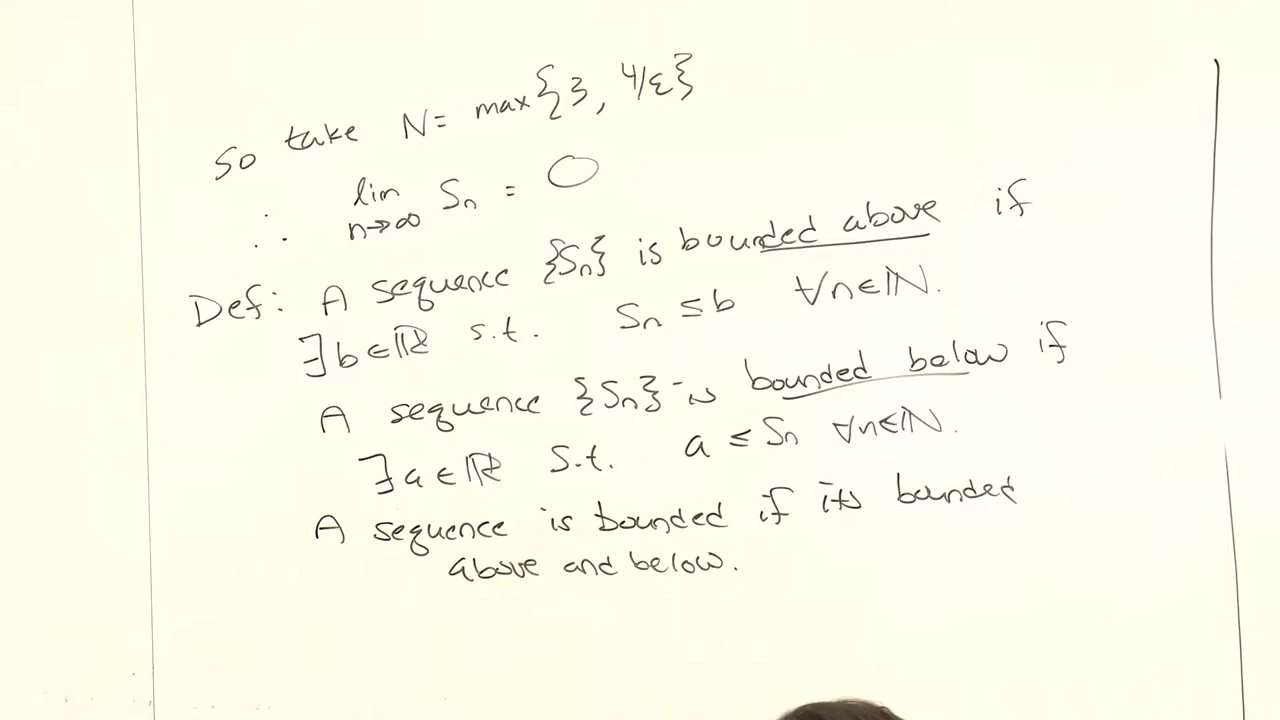 So take N = max{3, 4/ε}
∴ lim n→∞ Sn = 0
Def: A sequence {Sn} is bounded above if
∃ b ∈ ℝ s.t. Sn ≤ b ∀n∈ℕ.
A sequence {Sn} is bounded below if
∃ a ∈ ℝ s.t. a ≤ Sn ∀n∈ℕ.
A sequence is bounded if its bounded
above and below.